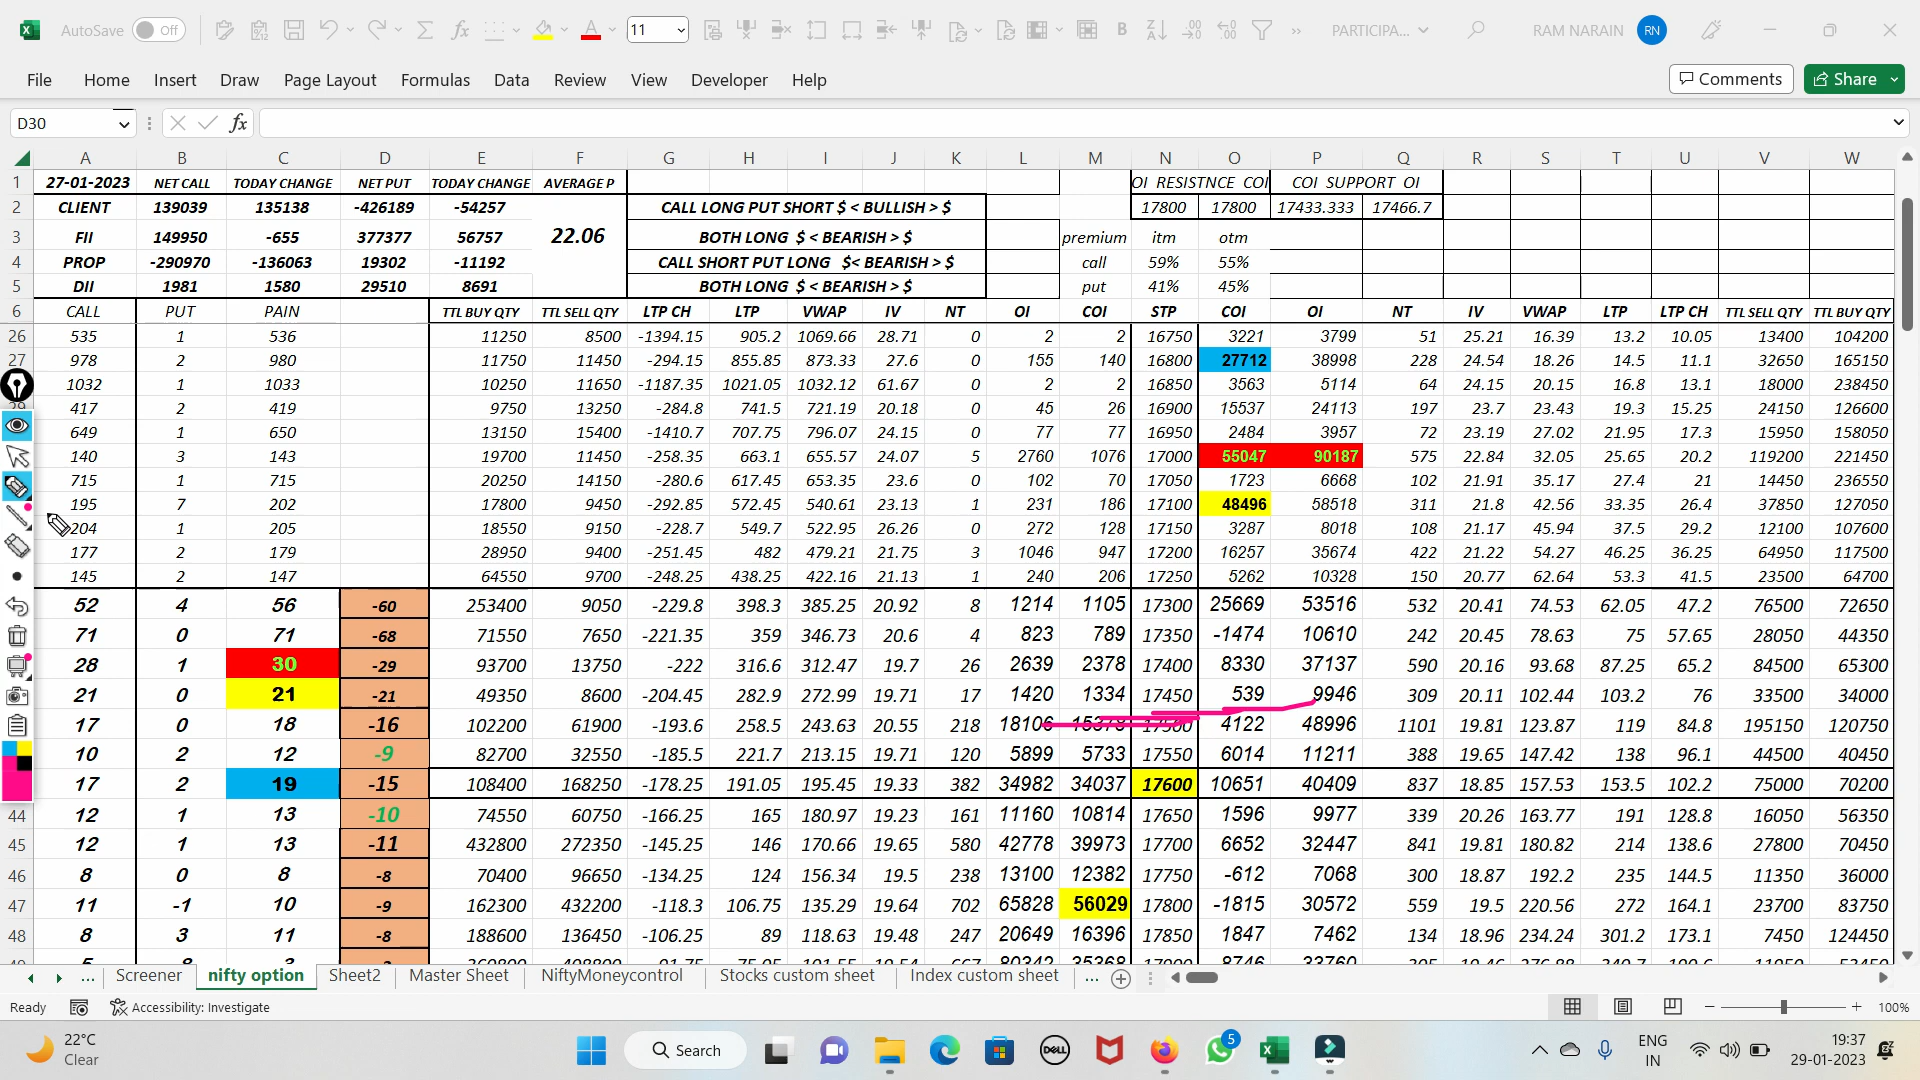 AutoSave Off 11 PARTICIPA... RAM NARAIN RN
File Home Insert Draw Page Layout Formulas Data Review View Developer Help Comments Share
D30 fx
A B C D E F G H I J K L M N O P Q R S T U V W
1 27-01-2023 NET CALL TODAY CHANGE NET PUT TODAY CHANGE AVERAGE P OI RESISTNCE COI COI SUPPORT OI
2 CLIENT 139039 135138 -426189 -54257 CALL LONG PUT SHORT $ < BULLISH > $ 17800 17800 17433.333 17466.7
3 FII 149950 -655 377377 56757 22.06 BOTH LONG $ < BEARISH > $ premium itm otm
4 PROP -290970 -136063 19302 -11192 CALL SHORT PUT LONG $< BEARISH > $ call 59% 55%
5 DII 1981 1580 29510 8691 BOTH LONG $ < BEARISH > $ put 41% 45%
6 CALL PUT PAIN TTL BUY QTY TTL SELL QTY LTP CH LTP VWAP IV NT OI COI STP COI OI NT IV VWAP LTP LTP CH TTL SELL QTY TTL BUY QTY
26 535 1 536 11250 8500 -1394.15 905.2 1069.66 28.71 0 2 2 16750 3221 3799 51 25.21 16.39 13.2 10.05 13400 104200
27 978 2 980 11750 11450 -294.15 855.85 873.33 27.6 0 155 140 16800 27712 38998 228 24.54 18.26 14.5 11.1 32650 165150
1032 1 1033 10250 11650 -1187.35 1021.05 1032.12 61.67 0 2 2 16850 3563 5114 64 24.15 20.15 16.8 13.1 18000 238450
417 2 419 9750 13250 -284.8 741.5 721.19 20.18 0 45 26 16900 15537 24113 197 23.7 23.43 19.3 15.25 24150 126600
649 1 650 13150 15400 -1410.7 707.75 796.07 24.15 0 77 77 16950 2484 3957 72 23.19 27.02 21.95 17.3 15950 158050
140 3 143 19700 11450 -258.35 663.1 655.57 24.07 5 2760 1076 17000 55047 90187 575 22.84 32.05 25.65 20.2 119200 221450
715 1 715 20250 14150 -280.6 617.45 653.35 23.6 0 102 70 17050 1723 6668 102 21.91 35.17 27.4 21 14450 236550
195 7 202 17800 9450 -292.85 572.45 540.61 23.13 1 231 186 17100 48496 58518 311 21.8 42.56 33.35 26.4 37850 127050
204 1 205 18550 9150 -228.7 549.7 522.95 26.26 0 272 128 17150 3287 8018 108 21.17 45.94 37.5 29.2 12100 107600
177 2 179 28950 9400 -251.45 482 479.21 21.75 3 1046 947 17200 16257 35674 422 21.22 54.27 46.25 36.25 64950 117500
145 2 147 64550 9700 -248.25 438.25 422.16 21.13 1 240 206 17250 5262 10328 150 20.77 62.64 53.3 41.5 23500 64700
52 4 56 -60 253400 9050 -229.8 398.3 385.25 20.92 8 1214 1105 17300 25669 53516 532 20.41 74.53 62.05 47.2 76500 72650
71 0 71 -68 71550 7650 -221.35 359 346.73 20.6 4 823 789 17350 -1474 10610 242 20.45 78.63 75 57.65 28050 44350
28 1 30 -29 93700 13750 -222 316.6 312.47 19.7 26 2639 2378 17400 8330 37137 590 20.16 93.68 87.25 65.2 84500 65300
21 0 21 -21 49350 8600 -204.45 282.9 272.99 19.71 17 1420 1334 17450 539 9946 309 20.11 102.44 103.2 76 33500 34000
17 0 18 -16 102200 61900 -193.6 258.5 243.63 20.55 218 18106 15378 17500 4122 48996 1101 19.81 123.87 119 84.8 195150 120750
10 2 12 -9 82700 32550 -185.5 221.7 213.15 19.71 120 5899 5733 17550 6014 11211 388 19.65 147.42 138 96.1 44500 40450
17 2 19 -15 108400 168250 -178.25 191.05 195.45 19.33 382 34982 34037 17600 10651 40409 837 18.85 157.53 153.5 102.2 75000 70200
44 12 1 13 -10 74550 60750 -166.25 165 180.97 19.23 161 11160 10814 17650 1596 9977 339 20.26 163.77 191 128.8 16050 56350
45 12 1 13 -11 432800 272350 -145.25 146 170.66 19.65 580 42778 39973 17700 6652 32447 841 19.81 180.82 214 138.6 27800 70450
46 8 0 8 -8 70400 96650 -134.25 124 156.34 19.5 238 13100 12382 17750 -612 7068 300 18.87 192.2 235 144.5 11350 36000
47 11 -1 10 -9 162300 432200 -118.3 106.75 135.29 19.64 702 65828 56029 17800 -1815 30572 559 19.5 220.56 272 164.1 23700 83750
48 8 3 11 -8 188600 136450 -106.25 89 118.63 19.48 247 20649 16396 17850 1847 7462 134 18.96 234.24 301.2 173.1 7450 124450
... Screener nifty option Sheet2 Master Sheet NiftyMoneycontrol Stocks custom sheet Index custom sheet ...
Ready Accessibility: Investigate 100%
22°C
Clear
Search DELL 5 ENG
IN
19:37
29-01-2023